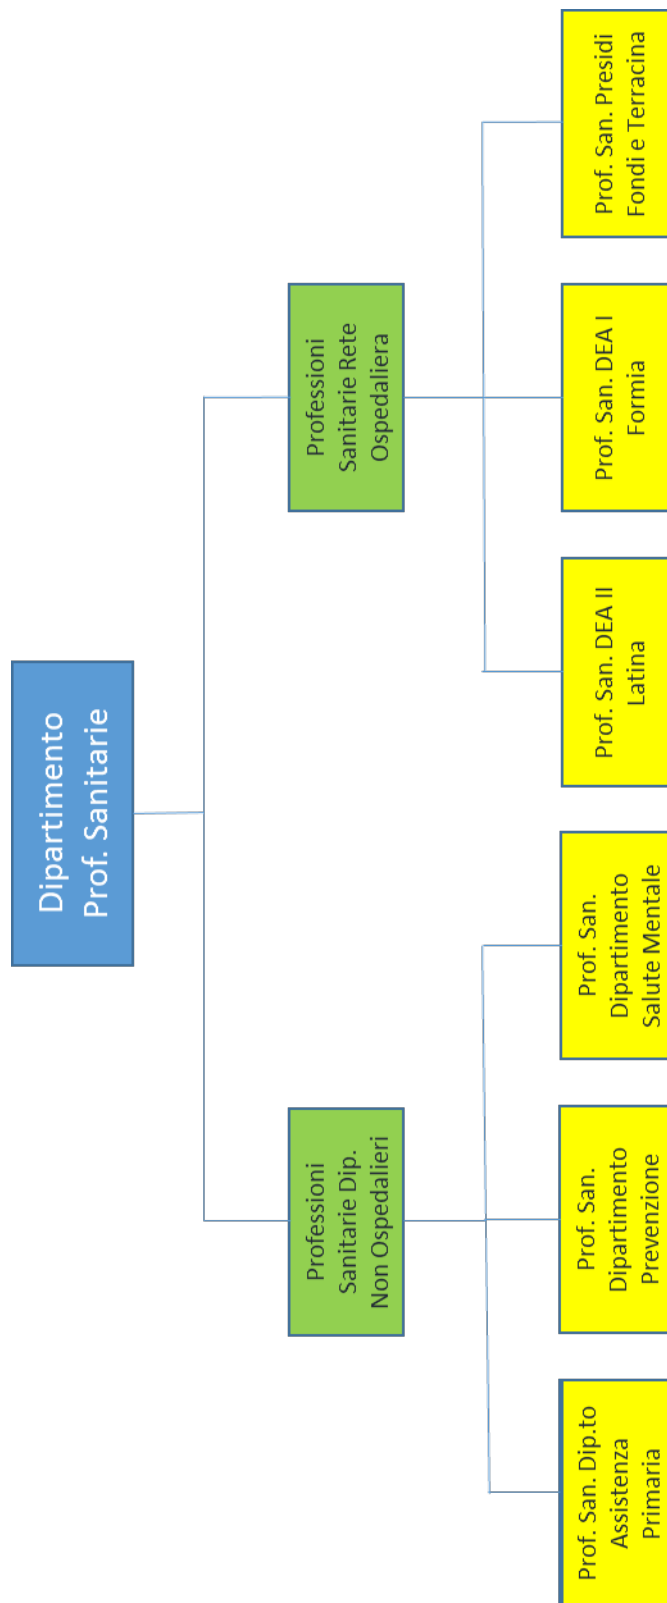 Dipartimento
Prof. Sanitarie
Professioni
Sanitarie Dip.
Non Ospedalieri
Professioni
Sanitarie Rete
Ospedaliera
Prof. San. Dip.to
Assistenza
Primaria
Prof. San.
Dipartimento
Prevenzione
Prof. San.
Dipartimento
Salute Mentale
Prof. San. DEA II
Latina
Prof. San. DEA I
Formia
Prof. San. Presidi
Fondi e Terracina